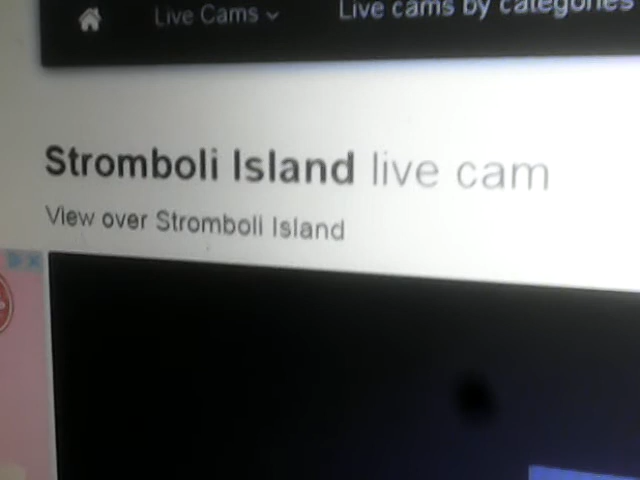 Live Cams
Live cams by categories
Stromboli Island live cam
View over Stromboli Island